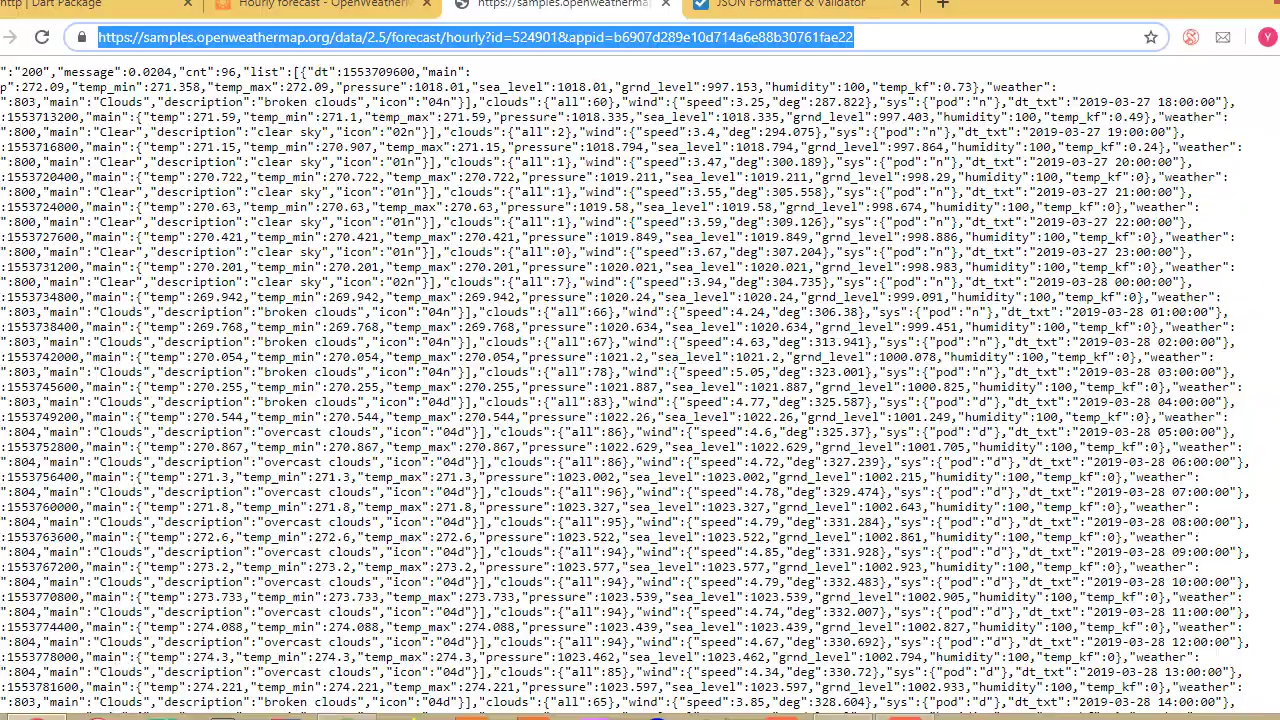 http | Dart Package
Hourly forecast - OpenWeatherM
https://samples.openweathermap.
JSON Formatter & Validator
https://samples.openweathermap.org/data/2.5/forecast/hourly?id=524901&appid=b6907d289e10d714a6e88b30761fae22
Y
":"200","message":0.0204,"cnt":96,"list":[{"dt":1553709600,"main":
p":272.09,"temp_min":271.358,"temp_max":272.09,"pressure":1018.01,"sea_level":1018.01,"grnd_level":997.153,"humidity":100,"temp_kf":0.73},"weather":
:803,"main":"Clouds","description":"broken clouds","icon":"04n"}],"clouds":{"all":60},"wind":{"speed":3.25,"deg":287.822},"sys":{"pod":"n"},"dt_txt":"2019-03-27 18:00:00"},
:1553713200,"main":{"temp":271.59,"temp_min":271.1,"temp_max":271.59,"pressure":1018.335,"sea_level":1018.335,"grnd_level":997.403,"humidity":100,"temp_kf":0.49},"weather":
:800,"main":"Clear","description":"clear sky","icon":"02n"}],"clouds":{"all":2},"wind":{"speed":3.4,"deg":294.075},"sys":{"pod":"n"},"dt_txt":"2019-03-27 19:00:00"},
:1553716800,"main":{"temp":271.15,"temp_min":270.907,"temp_max":271.15,"pressure":1018.794,"sea_level":1018.794,"grnd_level":997.864,"humidity":100,"temp_kf":0.24},"weather":
:800,"main":"Clear","description":"clear sky","icon":"01n"}],"clouds":{"all":1},"wind":{"speed":3.47,"deg":300.189},"sys":{"pod":"n"},"dt_txt":"2019-03-27 20:00:00"},
:1553720400,"main":{"temp":270.722,"temp_min":270.722,"temp_max":270.722,"pressure":1019.211,"sea_level":1019.211,"grnd_level":998.29,"humidity":100,"temp_kf":0},"weather":
:800,"main":"Clear","description":"clear sky","icon":"01n"}],"clouds":{"all":1},"wind":{"speed":3.55,"deg":305.558},"sys":{"pod":"n"},"dt_txt":"2019-03-27 21:00:00"},
:1553724000,"main":{"temp":270.63,"temp_min":270.63,"temp_max":270.63,"pressure":1019.58,"sea_level":1019.58,"grnd_level":998.674,"humidity":100,"temp_kf":0},"weather":
:800,"main":"Clear","description":"clear sky","icon":"01n"}],"clouds":{"all":1},"wind":{"speed":3.59,"deg":309.126},"sys":{"pod":"n"},"dt_txt":"2019-03-27 22:00:00"},
:1553727600,"main":{"temp":270.421,"temp_min":270.421,"temp_max":270.421,"pressure":1019.849,"sea_level":1019.849,"grnd_level":998.886,"humidity":100,"temp_kf":0},"weather":
:800,"main":"Clear","description":"clear sky","icon":"01n"}],"clouds":{"all":0},"wind":{"speed":3.67,"deg":307.204},"sys":{"pod":"n"},"dt_txt":"2019-03-27 23:00:00"},
:1553731200,"main":{"temp":270.201,"temp_min":270.201,"temp_max":270.201,"pressure":1020.021,"sea_level":1020.021,"grnd_level":998.983,"humidity":100,"temp_kf":0},"weather":
:800,"main":"Clear","description":"clear sky","icon":"02n"}],"clouds":{"all":7},"wind":{"speed":3.94,"deg":304.735},"sys":{"pod":"n"},"dt_txt":"2019-03-28 00:00:00"},
:1553734800,"main":{"temp":269.942,"temp_min":269.942,"temp_max":269.942,"pressure":1020.24,"sea_level":1020.24,"grnd_level":999.091,"humidity":100,"temp_kf":0},"weather":
:803,"main":"Clouds","description":"broken clouds","icon":"04n"}],"clouds":{"all":66},"wind":{"speed":4.24,"deg":306.38},"sys":{"pod":"n"},"dt_txt":"2019-03-28 01:00:00"},
:1553738400,"main":{"temp":269.768,"temp_min":269.768,"temp_max":269.768,"pressure":1020.634,"sea_level":1020.634,"grnd_level":999.451,"humidity":100,"temp_kf":0},"weather":
:803,"main":"Clouds","description":"broken clouds","icon":"04n"}],"clouds":{"all":67},"wind":{"speed":4.63,"deg":313.941},"sys":{"pod":"n"},"dt_txt":"2019-03-28 02:00:00"},
:1553742000,"main":{"temp":270.054,"temp_min":270.054,"temp_max":270.054,"pressure":1021.2,"sea_level":1021.2,"grnd_level":1000.078,"humidity":100,"temp_kf":0},"weather":
:803,"main":"Clouds","description":"broken clouds","icon":"04n"}],"clouds":{"all":78},"wind":{"speed":5.05,"deg":323.001},"sys":{"pod":"n"},"dt_txt":"2019-03-28 03:00:00"},
:1553745600,"main":{"temp":270.255,"temp_min":270.255,"temp_max":270.255,"pressure":1021.887,"sea_level":1021.887,"grnd_level":1000.825,"humidity":100,"temp_kf":0},"weather":
:803,"main":"Clouds","description":"broken clouds","icon":"04d"}],"clouds":{"all":83},"wind":{"speed":4.77,"deg":325.587},"sys":{"pod":"d"},"dt_txt":"2019-03-28 04:00:00"},
:1553749200,"main":{"temp":270.544,"temp_min":270.544,"temp_max":270.544,"pressure":1022.26,"sea_level":1022.26,"grnd_level":1001.249,"humidity":100,"temp_kf":0},"weather":
:804,"main":"Clouds","description":"overcast clouds","icon":"04d"}],"clouds":{"all":86},"wind":{"speed":4.6,"deg":325.37},"sys":{"pod":"d"},"dt_txt":"2019-03-28 05:00:00"},
:1553752800,"main":{"temp":270.867,"temp_min":270.867,"temp_max":270.867,"pressure":1022.629,"sea_level":1022.629,"grnd_level":1001.705,"humidity":100,"temp_kf":0},"weather":
:804,"main":"Clouds","description":"overcast clouds","icon":"04d"}],"clouds":{"all":86},"wind":{"speed":4.72,"deg":327.239},"sys":{"pod":"d"},"dt_txt":"2019-03-28 06:00:00"},
:1553756400,"main":{"temp":271.3,"temp_min":271.3,"temp_max":271.3,"pressure":1023.002,"sea_level":1023.002,"grnd_level":1002.215,"humidity":100,"temp_kf":0},"weather":
:804,"main":"Clouds","description":"overcast clouds","icon":"04d"}],"clouds":{"all":96},"wind":{"speed":4.78,"deg":329.474},"sys":{"pod":"d"},"dt_txt":"2019-03-28 07:00:00"},
:1553760000,"main":{"temp":271.8,"temp_min":271.8,"temp_max":271.8,"pressure":1023.327,"sea_level":1023.327,"grnd_level":1002.643,"humidity":100,"temp_kf":0},"weather":
:804,"main":"Clouds","description":"overcast clouds","icon":"04d"}],"clouds":{"all":95},"wind":{"speed":4.79,"deg":331.284},"sys":{"pod":"d"},"dt_txt":"2019-03-28 08:00:00"},
:1553763600,"main":{"temp":272.6,"temp_min":272.6,"temp_max":272.6,"pressure":1023.522,"sea_level":1023.522,"grnd_level":1002.861,"humidity":100,"temp_kf":0},"weather":
:804,"main":"Clouds","description":"overcast clouds","icon":"04d"}],"clouds":{"all":94},"wind":{"speed":4.85,"deg":331.928},"sys":{"pod":"d"},"dt_txt":"2019-03-28 09:00:00"},
:1553767200,"main":{"temp":273.2,"temp_min":273.2,"temp_max":273.2,"pressure":1023.577,"sea_level":1023.577,"grnd_level":1002.923,"humidity":100,"temp_kf":0},"weather":
:804,"main":"Clouds","description":"overcast clouds","icon":"04d"}],"clouds":{"all":94},"wind":{"speed":4.79,"deg":332.483},"sys":{"pod":"d"},"dt_txt":"2019-03-28 10:00:00"},
:1553770800,"main":{"temp":273.733,"temp_min":273.733,"temp_max":273.733,"pressure":1023.539,"sea_level":1023.539,"grnd_level":1002.905,"humidity":100,"temp_kf":0},"weather":
:804,"main":"Clouds","description":"overcast clouds","icon":"04d"}],"clouds":{"all":94},"wind":{"speed":4.74,"deg":332.007},"sys":{"pod":"d"},"dt_txt":"2019-03-28 11:00:00"},
:1553774400,"main":{"temp":274.088,"temp_min":274.088,"temp_max":274.088,"pressure":1023.439,"sea_level":1023.439,"grnd_level":1002.827,"humidity":100,"temp_kf":0},"weather":
:804,"main":"Clouds","description":"overcast clouds","icon":"04d"}],"clouds":{"all":94},"wind":{"speed":4.67,"deg":330.692},"sys":{"pod":"d"},"dt_txt":"2019-03-28 12:00:00"},
:1553778000,"main":{"temp":274.3,"temp_min":274.3,"temp_max":274.3,"pressure":1023.462,"sea_level":1023.462,"grnd_level":1002.794,"humidity":100,"temp_kf":0},"weather":
:804,"main":"Clouds","description":"overcast clouds","icon":"04d"}],"clouds":{"all":85},"wind":{"speed":4.34,"deg":330.72},"sys":{"pod":"d"},"dt_txt":"2019-03-28 13:00:00"},
:1553781600,"main":{"temp":274.221,"temp_min":274.221,"temp_max":274.221,"pressure":1023.597,"sea_level":1023.597,"grnd_level":1002.933,"humidity":100,"temp_kf":0},"weather":
:803,"main":"Clouds","description":"broken clouds","icon":"04d"}],"clouds":{"all":65},"wind":{"speed":3.85,"deg":328.604},"sys":{"pod":"d"},"dt_txt":"2019-03-28 14:00:00"},